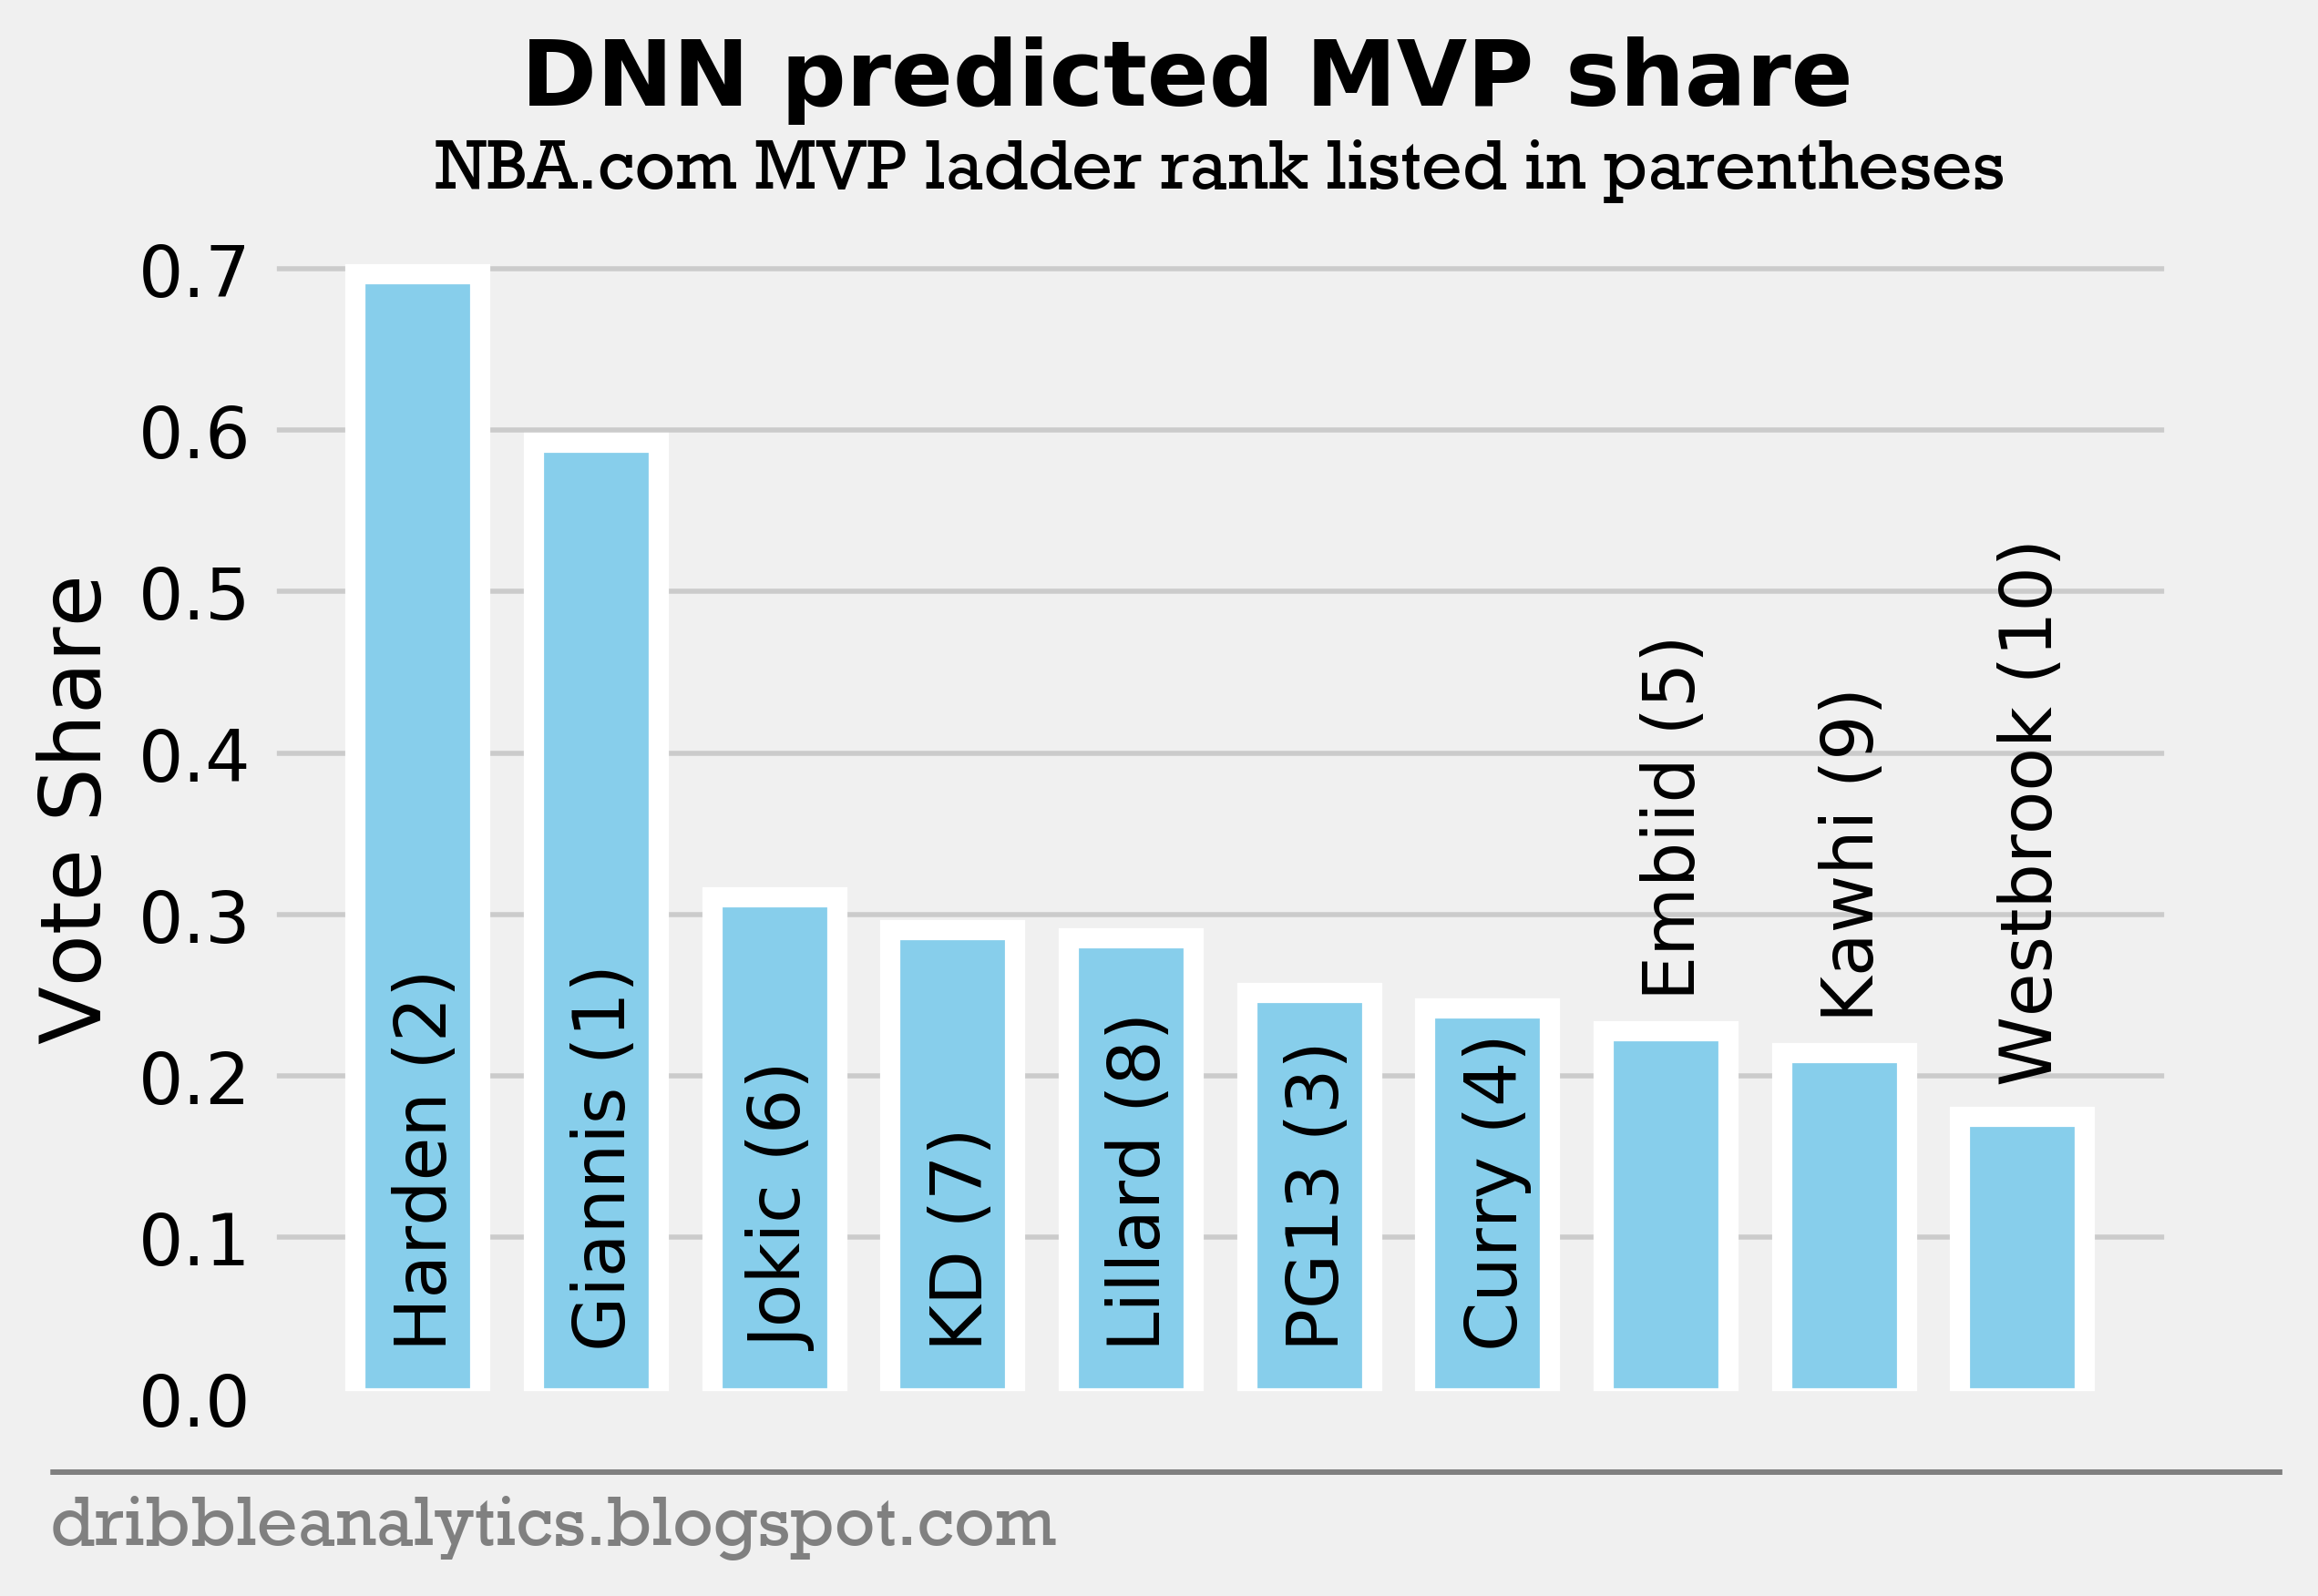 DNN predicted MVP share
NBA.com MVP ladder rank listed in parentheses
Vote Share
0.7
0.6
0.5
0.4
0.3
0.2
0.1
0.0
Harden (2)
Giannis (1)
Jokic (6)
KD (7)
Lillard (8)
PG13 (3)
Curry (4)
Embiid (5)
Kawhi (9)
Westbrook (10)
dribbleanalytics.blogspot.com